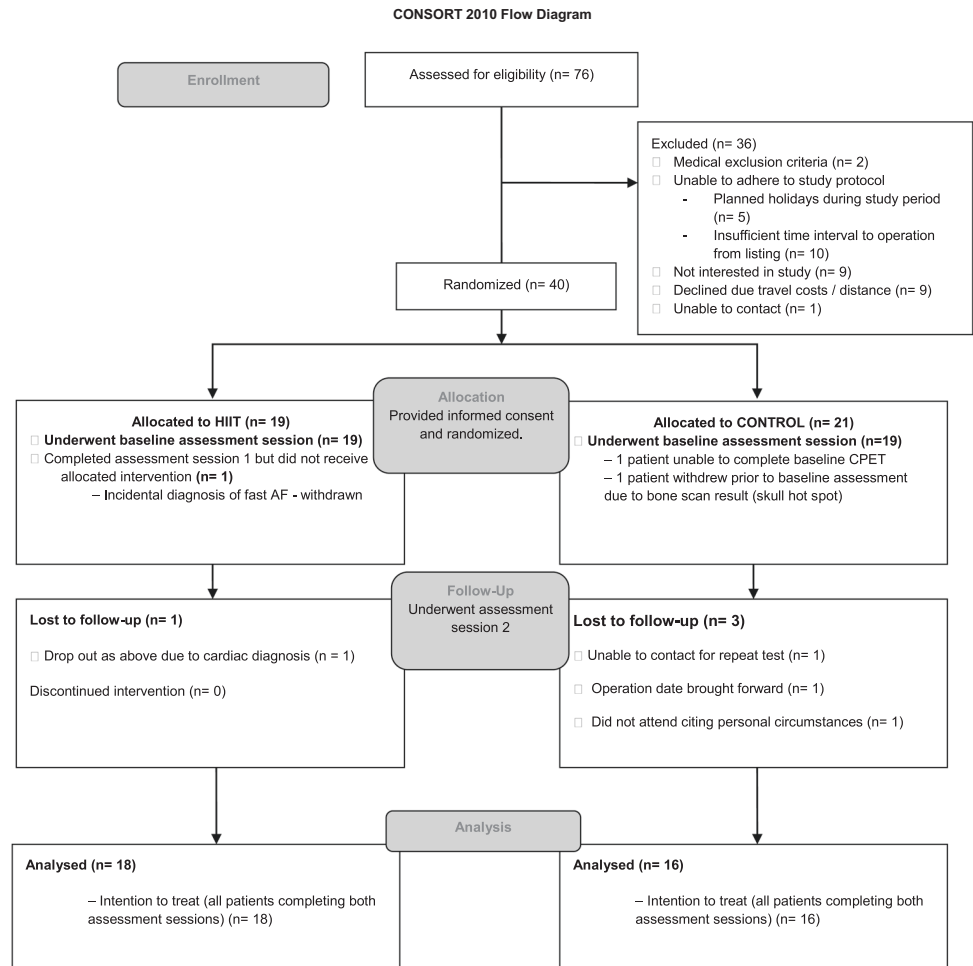 CONSORT 2010 Flow Diagram
Enrollment
Assessed for eligibility (n= 76)
Excluded (n= 36)
Medical exclusion criteria (n= 2)
Unable to adhere to study protocol
- Planned holidays during study period
(n= 5)
- Insufficient time interval to operation
from listing (n= 10)
Not interested in study (n= 9)
Declined due travel costs / distance (n= 9)
Unable to contact (n= 1)
Randomized (n= 40)
Allocation
Provided informed consent
and randomized.
Allocated to HIIT (n= 19)
Underwent baseline assessment session (n= 19)
Completed assessment session 1 but did not receive
allocated intervention (n= 1)
– Incidental diagnosis of fast AF - withdrawn
Allocated to CONTROL (n= 21)
Underwent baseline assessment session (n=19)
– 1 patient unable to complete baseline CPET
– 1 patient withdrew prior to baseline assessment
due to bone scan result (skull hot spot)
Follow-Up
Underwent assessment
session 2
Lost to follow-up (n= 1)
Drop out as above due to cardiac diagnosis (n = 1)
Discontinued intervention (n= 0)
Lost to follow-up (n= 3)
Unable to contact for repeat test (n= 1)
Operation date brought forward (n= 1)
Did not attend citing personal circumstances (n= 1)
Analysis
Analysed (n= 18)
– Intention to treat (all patients completing both
assessment sessions) (n= 18)
Analysed (n= 16)
– Intention to treat (all patients completing both
assessment sessions) (n= 16)